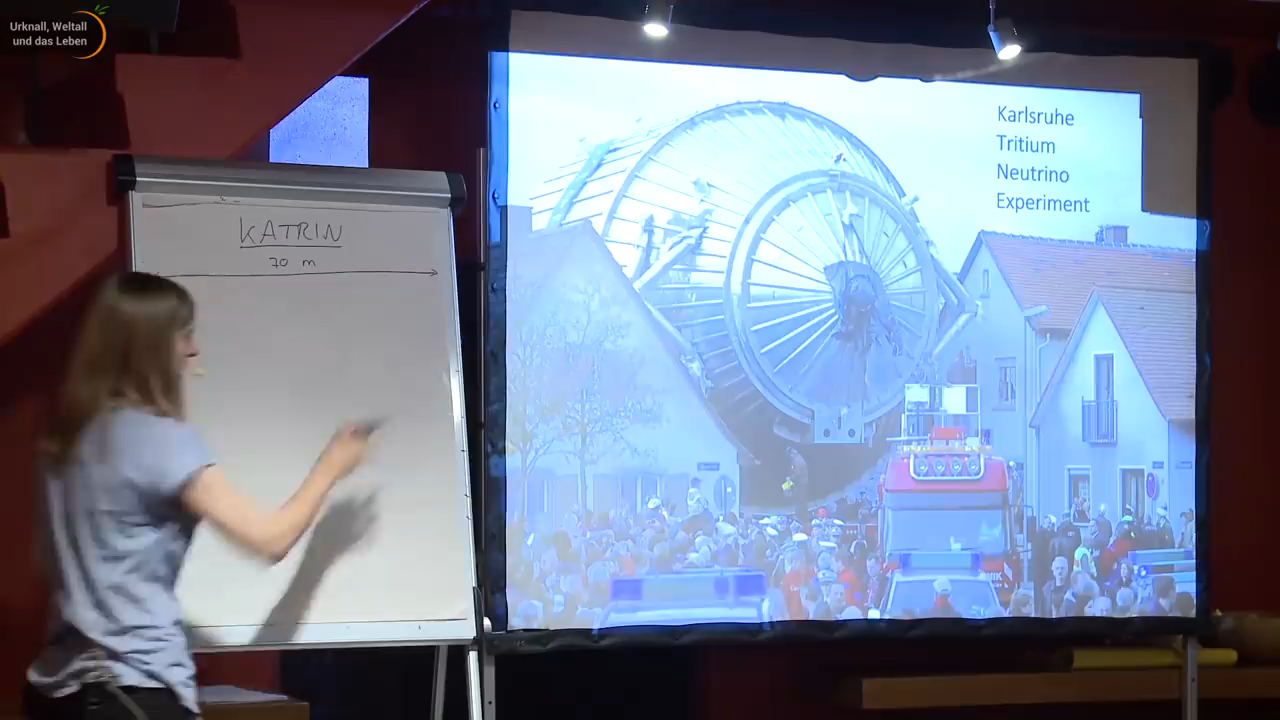 Urknall, Weltall
und das Leben
KATRIN
70 m
Karlsruhe
Tritium
Neutrino
Experiment